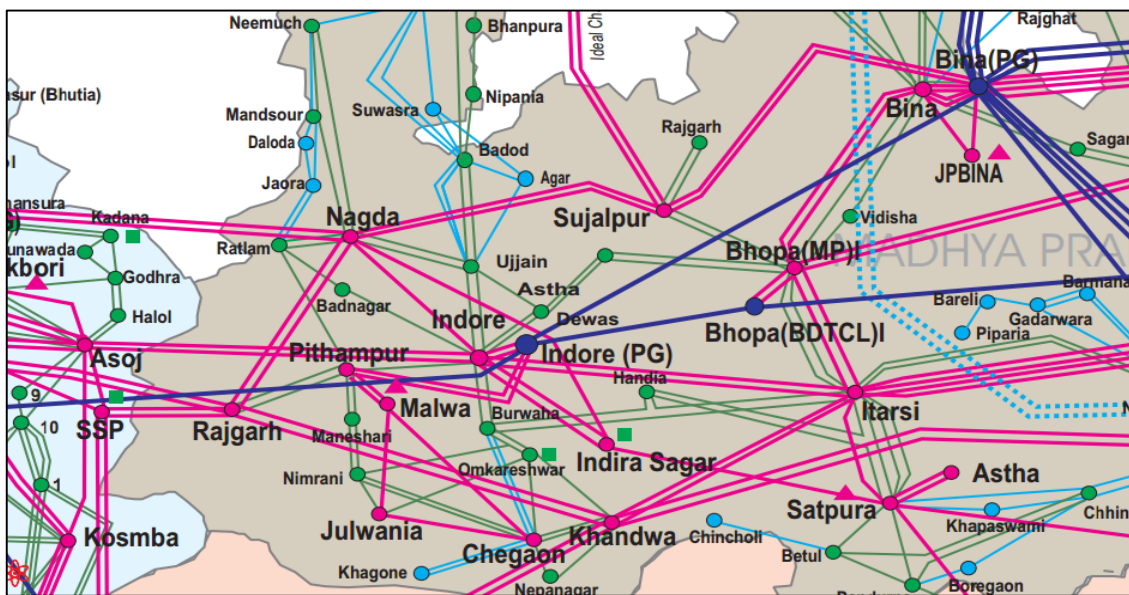 Neemuch
Bhanpura
Ideal Ch
Rajghat
Bina(PG)
nsur (Bhutia)
Nipania
Suwasra
Mandsour
Bina
Rajgarh
Sagar
Daloda
Badod
JPBINA
Agar
Jaora
mansura
Kadana
Nagda
Sujalpur
Vidisha
unawada
Ratlam
Bhopa(MP)I
MADHYA PRA
kbori
Godhra
Ujjain
Astha
Barmana
Badnagar
Bareli
Gadarwara
Halol
Indore
Dewas
Bhopa(BDTCL)I
Piparia
Asoj
Pithampur
Indore (PG)
Handia
9
Malwa
Itarsi
10
SSP
Rajgarh
Burwaha
Maneshari
Omkareshwar
Indira Sagar
Nimrani
Astha
1
Satpura
Julwania
Khandwa
Khapaswami
Chhin
Kosmba
Chegaon
Chincholi
Betul
Khagone
Nepanagar
Boregaon